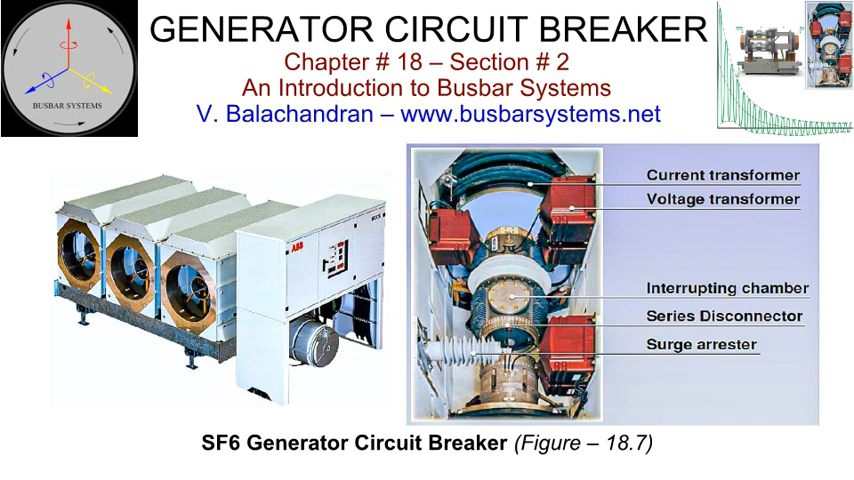 GENERATOR CIRCUIT BREAKER
Chapter # 18 – Section # 2
An Introduction to Busbar Systems
V. Balachandran – www.busbarsystems.net
BUSBAR SYSTEMS
ABB
Current transformer
Voltage transformer
Interrupting chamber
Series Disconnector
Surge arrester
SF6 Generator Circuit Breaker (Figure – 18.7)